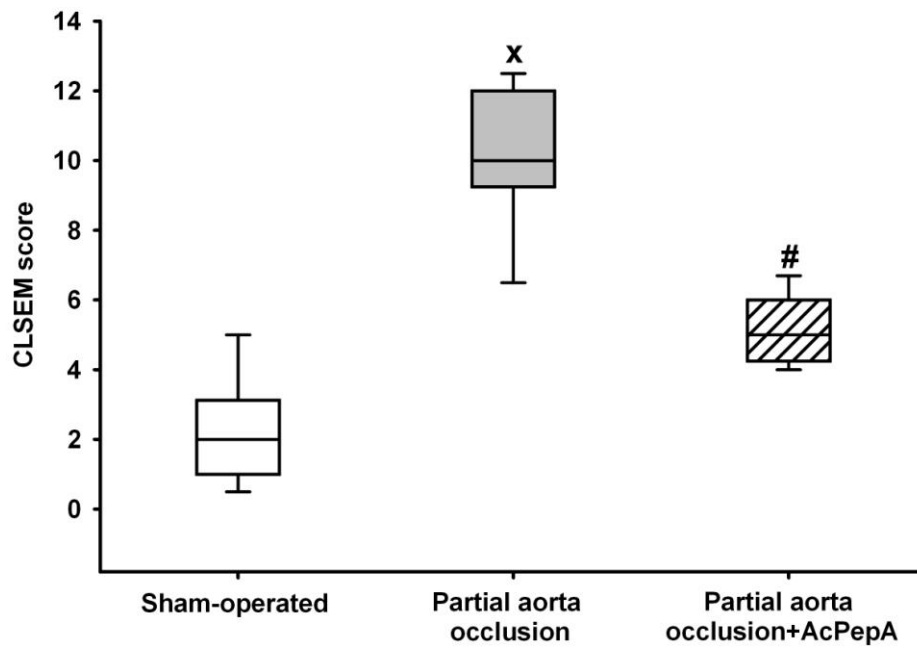 14
12
10
8
6
4
2
0
CLSEM score
x
#
Sham-operated
Partial aorta
occlusion
Partial aorta
occlusion+AcPepA